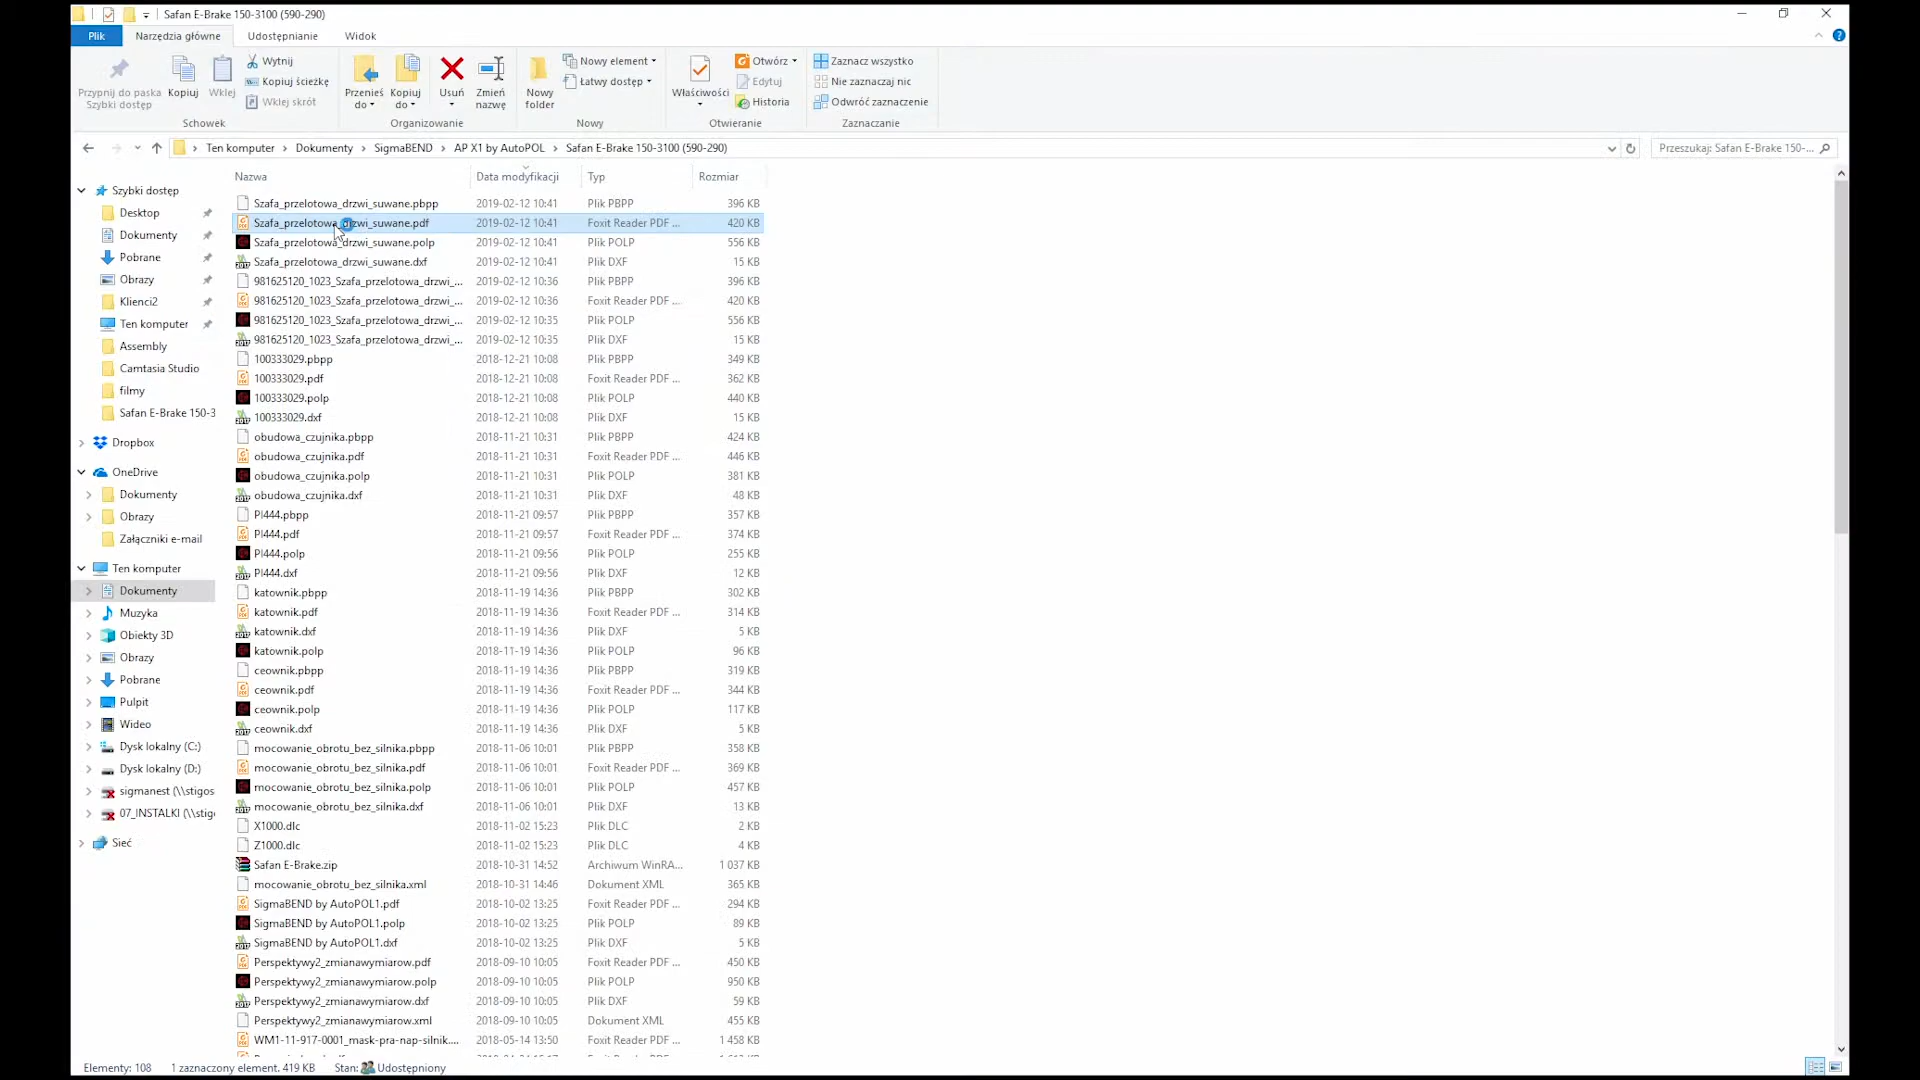 Safan E-Brake 150-3100 (590-290)
Plik
Narzędzia główne
Udostępnianie
Widok
Przypnij do paska
Szybki dostęp
Kopiuj
Wklej
Wytnij
Kopiuj ścieżkę
Wklej skrót
Schowek
Przenieś
do
Kopiuj
do
Usuń
Zmień
nazwę
Organizowanie
Nowy
folder
Nowy element
Łatwy dostęp
Nowy
Właściwości
Otwórz
Edytuj
Historia
Otwieranie
Zaznacz wszystko
Nie zaznaczaj nic
Odwróć zaznaczenie
Zaznaczanie
Ten komputer > Dokumenty > SigmaBEND > AP X1 by AutoPOL > Safan E-Brake 150-3100 (590-290)
Przeszukaj: Safan E-Brake 150-...
Szybki dostęp
Desktop
Dokumenty
Pobrane
Obrazy
Klienci2
Ten komputer
Assembly
Camtasia Studio
filmy
Safan E-Brake 150-3
Dropbox
OneDrive
Dokumenty
Obrazy
Załączniki e-mail
Ten komputer
Dokumenty
Muzyka
Obiekty 3D
Obrazy
Pobrane
Pulpit
Wideo
Dysk lokalny (C:)
Dysk lokalny (D:)
sigmanest (\\stigos
07_INSTALKI (\\stig
Sieć
Nazwa Data modyfikacji Typ Rozmiar
Szafa_przelotowa_drzwi_suwane.pbpp 2019-02-12 10:41 Plik PBPP 396 KB
Szafa_przelotowa_drzwi_suwane.pdf 2019-02-12 10:41 Foxit Reader PDF ... 420 KB
Szafa_przelotowa_drzwi_suwane.polp 2019-02-12 10:41 Plik POLP 556 KB
Szafa_przelotowa_drzwi_suwane.dxf 2019-02-12 10:41 Plik DXF 15 KB
981625120_1023_Szafa_przelotowa_drzwi_... 2019-02-12 10:36 Plik PBPP 396 KB
981625120_1023_Szafa_przelotowa_drzwi_... 2019-02-12 10:36 Foxit Reader PDF ... 420 KB
981625120_1023_Szafa_przelotowa_drzwi_... 2019-02-12 10:35 Plik POLP 556 KB
981625120_1023_Szafa_przelotowa_drzwi_... 2019-02-12 10:35 Plik DXF 15 KB
100333029.pbpp 2018-12-21 10:08 Plik PBPP 349 KB
100333029.pdf 2018-12-21 10:08 Foxit Reader PDF ... 362 KB
100333029.polp 2018-12-21 10:08 Plik POLP 440 KB
100333029.dxf 2018-12-21 10:08 Plik DXF 15 KB
obudowa_czujnika.pbpp 2018-11-21 10:31 Plik PBPP 424 KB
obudowa_czujnika.pdf 2018-11-21 10:31 Foxit Reader PDF ... 446 KB
obudowa_czujnika.polp 2018-11-21 10:31 Plik POLP 381 KB
obudowa_czujnika.dxf 2018-11-21 10:31 Plik DXF 48 KB
PI444.pbpp 2018-11-21 09:57 Plik PBPP 357 KB
PI444.pdf 2018-11-21 09:57 Foxit Reader PDF ... 374 KB
PI444.polp 2018-11-21 09:56 Plik POLP 255 KB
PI444.dxf 2018-11-21 09:56 Plik DXF 12 KB
katownik.pbpp 2018-11-19 14:36 Plik PBPP 302 KB
katownik.pdf 2018-11-19 14:36 Foxit Reader PDF ... 314 KB
katownik.dxf 2018-11-19 14:36 Plik DXF 5 KB
katownik.polp 2018-11-19 14:36 Plik POLP 96 KB
ceownik.pbpp 2018-11-19 14:36 Plik PBPP 319 KB
ceownik.pdf 2018-11-19 14:36 Foxit Reader PDF ... 344 KB
ceownik.polp 2018-11-19 14:36 Plik POLP 117 KB
ceownik.dxf 2018-11-19 14:36 Plik DXF 5 KB
mocowanie_obrotu_bez_silnika.pbpp 2018-11-06 10:01 Plik PBPP 358 KB
mocowanie_obrotu_bez_silnika.pdf 2018-11-06 10:01 Foxit Reader PDF ... 369 KB
mocowanie_obrotu_bez_silnika.polp 2018-11-06 10:01 Plik POLP 457 KB
mocowanie_obrotu_bez_silnika.dxf 2018-11-06 10:01 Plik DXF 13 KB
X1000.dlc 2018-11-02 15:23 Plik DLC 2 KB
Z1000.dlc 2018-11-02 15:23 Plik DLC 4 KB
Safan E-Brake.zip 2018-10-31 14:52 Archiwum WinRA... 1 037 KB
mocowanie_obrotu_bez_silnika.xml 2018-10-31 14:46 Dokument XML 365 KB
SigmaBEND by AutoPOL1.pdf 2018-10-02 13:25 Foxit Reader PDF ... 294 KB
SigmaBEND by AutoPOL1.polp 2018-10-02 13:25 Plik POLP 89 KB
SigmaBEND by AutoPOL1.dxf 2018-10-02 13:25 Plik DXF 5 KB
Perspektywy2_zmianawymiarow.pdf 2018-09-10 10:05 Foxit Reader PDF ... 450 KB
Perspektywy2_zmianawymiarow.polp 2018-09-10 10:05 Plik POLP 950 KB
Perspektywy2_zmianawymiarow.dxf 2018-09-10 10:05 Plik DXF 59 KB
Perspektywy2_zmianawymiarow.xml 2018-09-10 10:05 Dokument XML 455 KB
WM1-11-917-0001_mask-pra-nap-silnik.... 2018-05-14 13:50 Foxit Reader PDF ... 1 458 KB
Elementy: 108 1 zaznaczony element. 419 KB Stan: Udostępniony